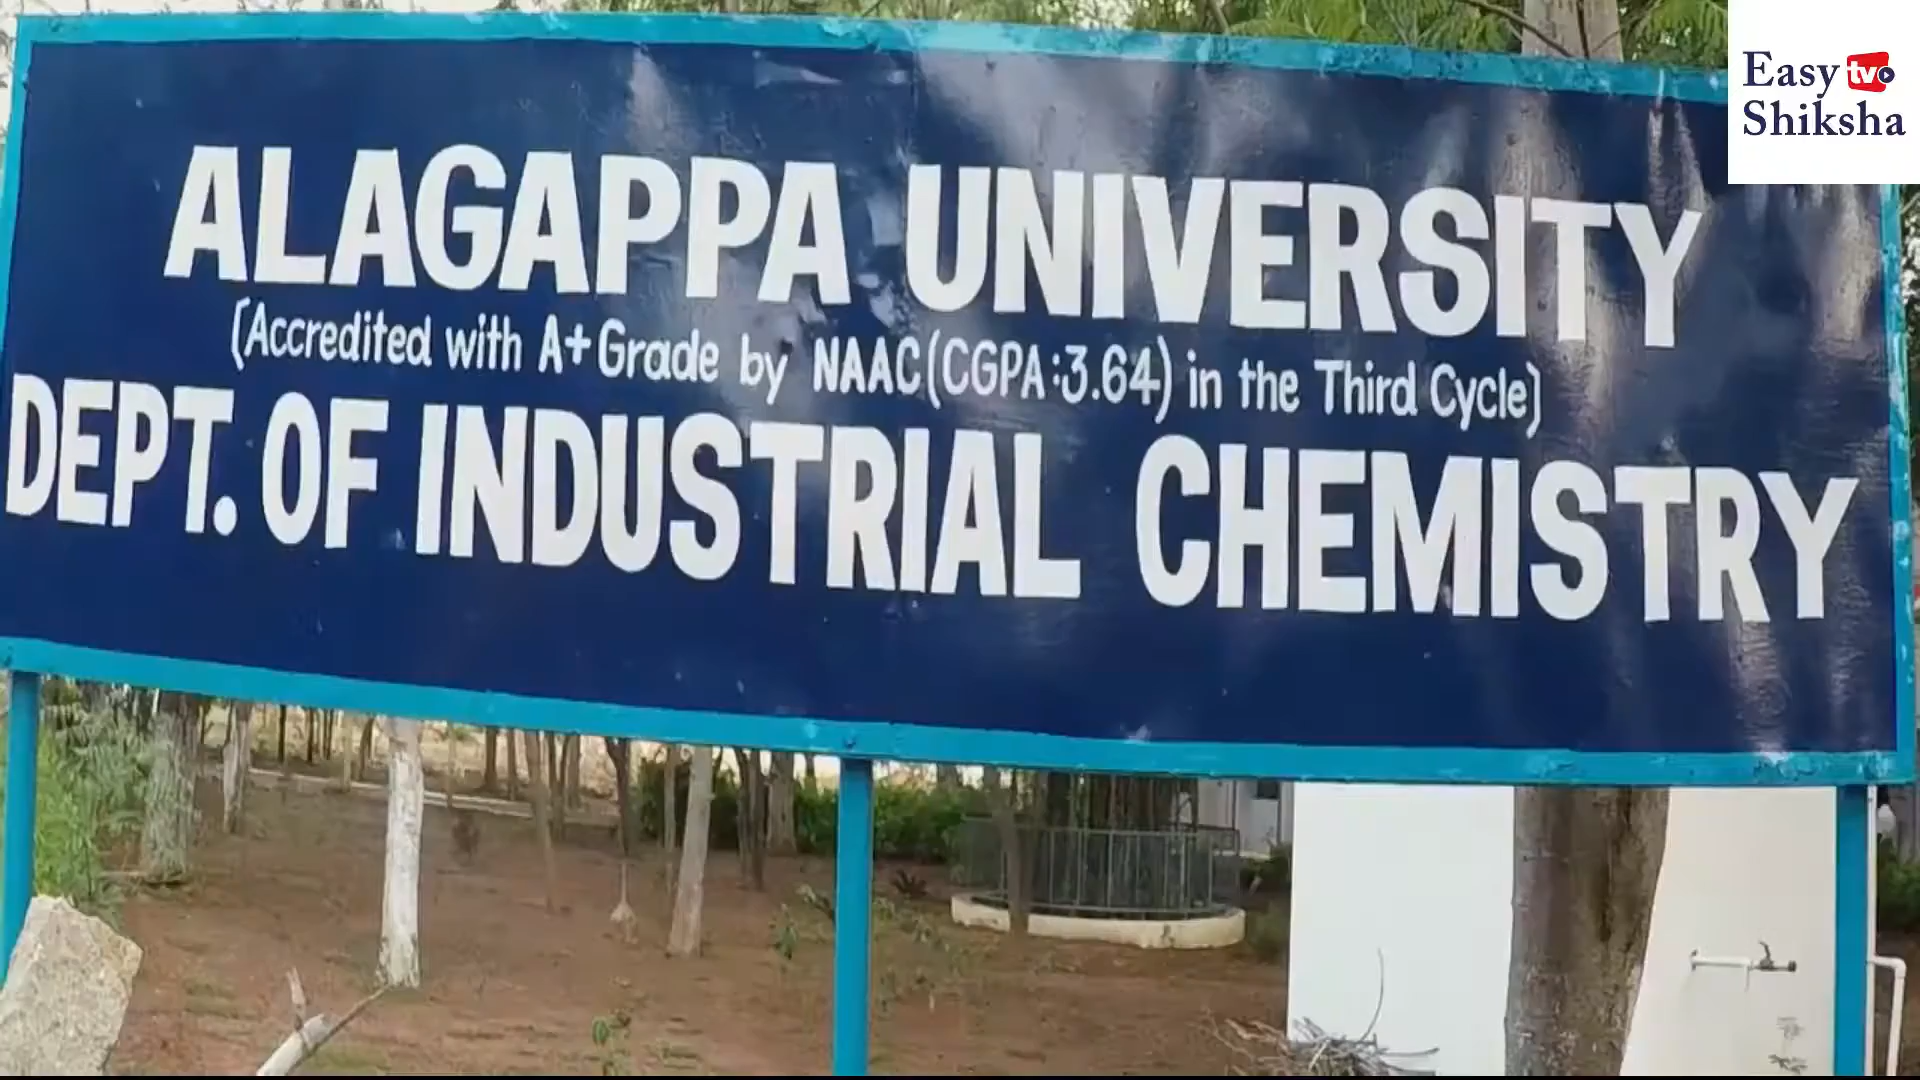 ALAGAPPA UNIVERSITY
(Accredited with A+ Grade by NAAC (CGPA:3.64) in the Third Cycle)
DEPT. OF INDUSTRIAL CHEMISTRY
Easy tv
Shiksha